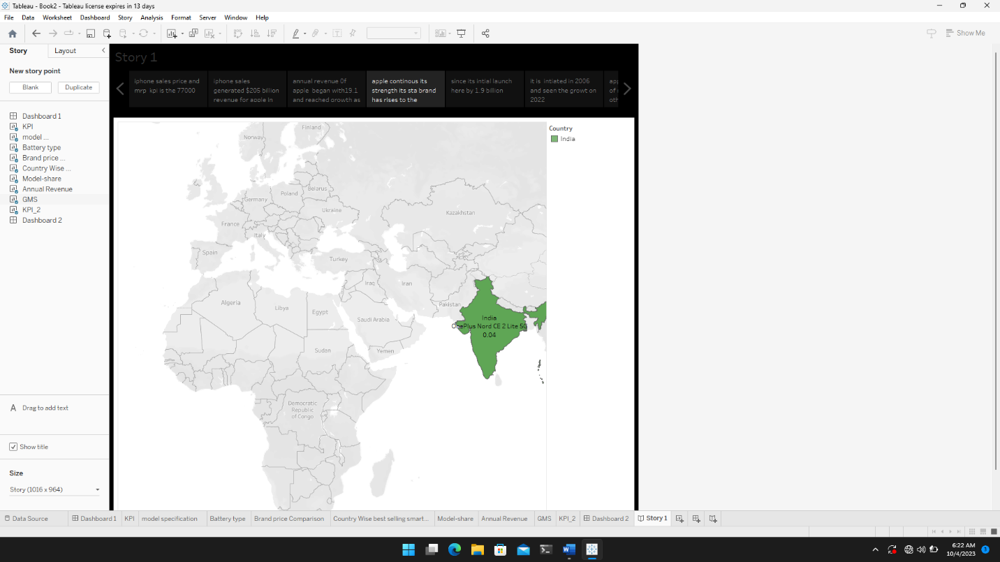 Tableau - Book2 - Tableau license expires in 13 days
File Data Worksheet Dashboard Story Analysis Format Server Window Help
Show Me
Story Layout
New story point
Blank Duplicate
Dashboard 1
KPI
model ...
Battery type
Brand price ...
Country Wise ...
Model-share
Annual Revenue
GMS
KPI_2
Dashboard 2
A Drag to add text
Show title
Size
Story (1016 x 964)
Story 1
iphone sales price and
mrp kpi is the 77000
iphone sales
generated $205 billion
revenue for apple in
annual revenue 0f
apple began with19.1
and reached growth as
apple continous its
strength its sta brand
has rises to the
since its intial launch
here by 1.9 billion
it is intiated in 2006
and seen the growt on
2022
Country
India
Finland
Norway
Belarus
Poland
Germany
Ukraine
Kazakhstan
France
Italy
Spain
Turkey
Iraq
Iran
Algeria
Libya
Egypt
Pakistan
Saudi Arabia
India
OnePlus Nord CE 2 Lite 5G
0.04
Sudan
Yemen
Democratic
Republic
of Congo
Data Source Dashboard 1 KPI model specification Battery type Brand price Comparison Country Wise best selling smart... Model-share Annual Revenue GMS KPI_2 Dashboard 2 Story 1
6:22 AM
10/4/2023
3